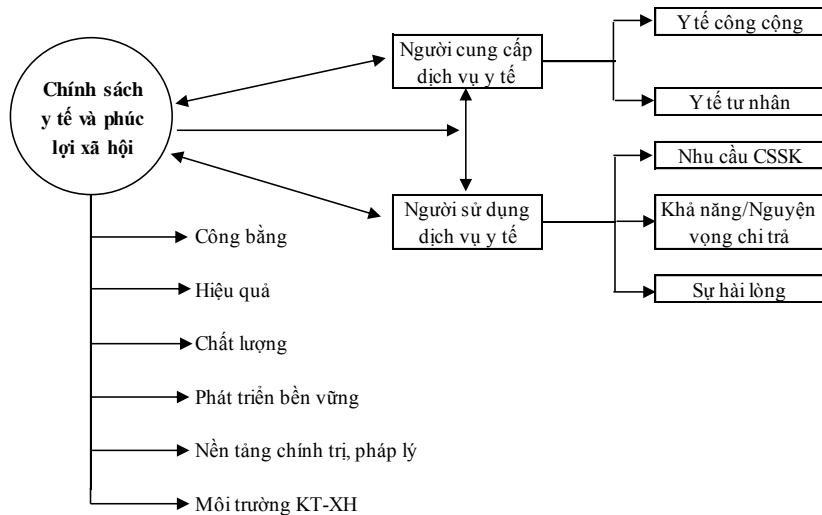 Chính sách
y tế và phúc
lợi xã hội
Người cung cấp
dịch vụ y tế
Y tế công cộng
Y tế tư nhân
Người sử dụng
dịch vụ y tế
Nhu cầu CSSK
Khả năng/Nguyện
vọng chi trả
Sự hài lòng
Công bằng
Hiệu quả
Chất lượng
Phát triển bền vững
Nền tảng chính trị, pháp lý
Môi trường KT-XH